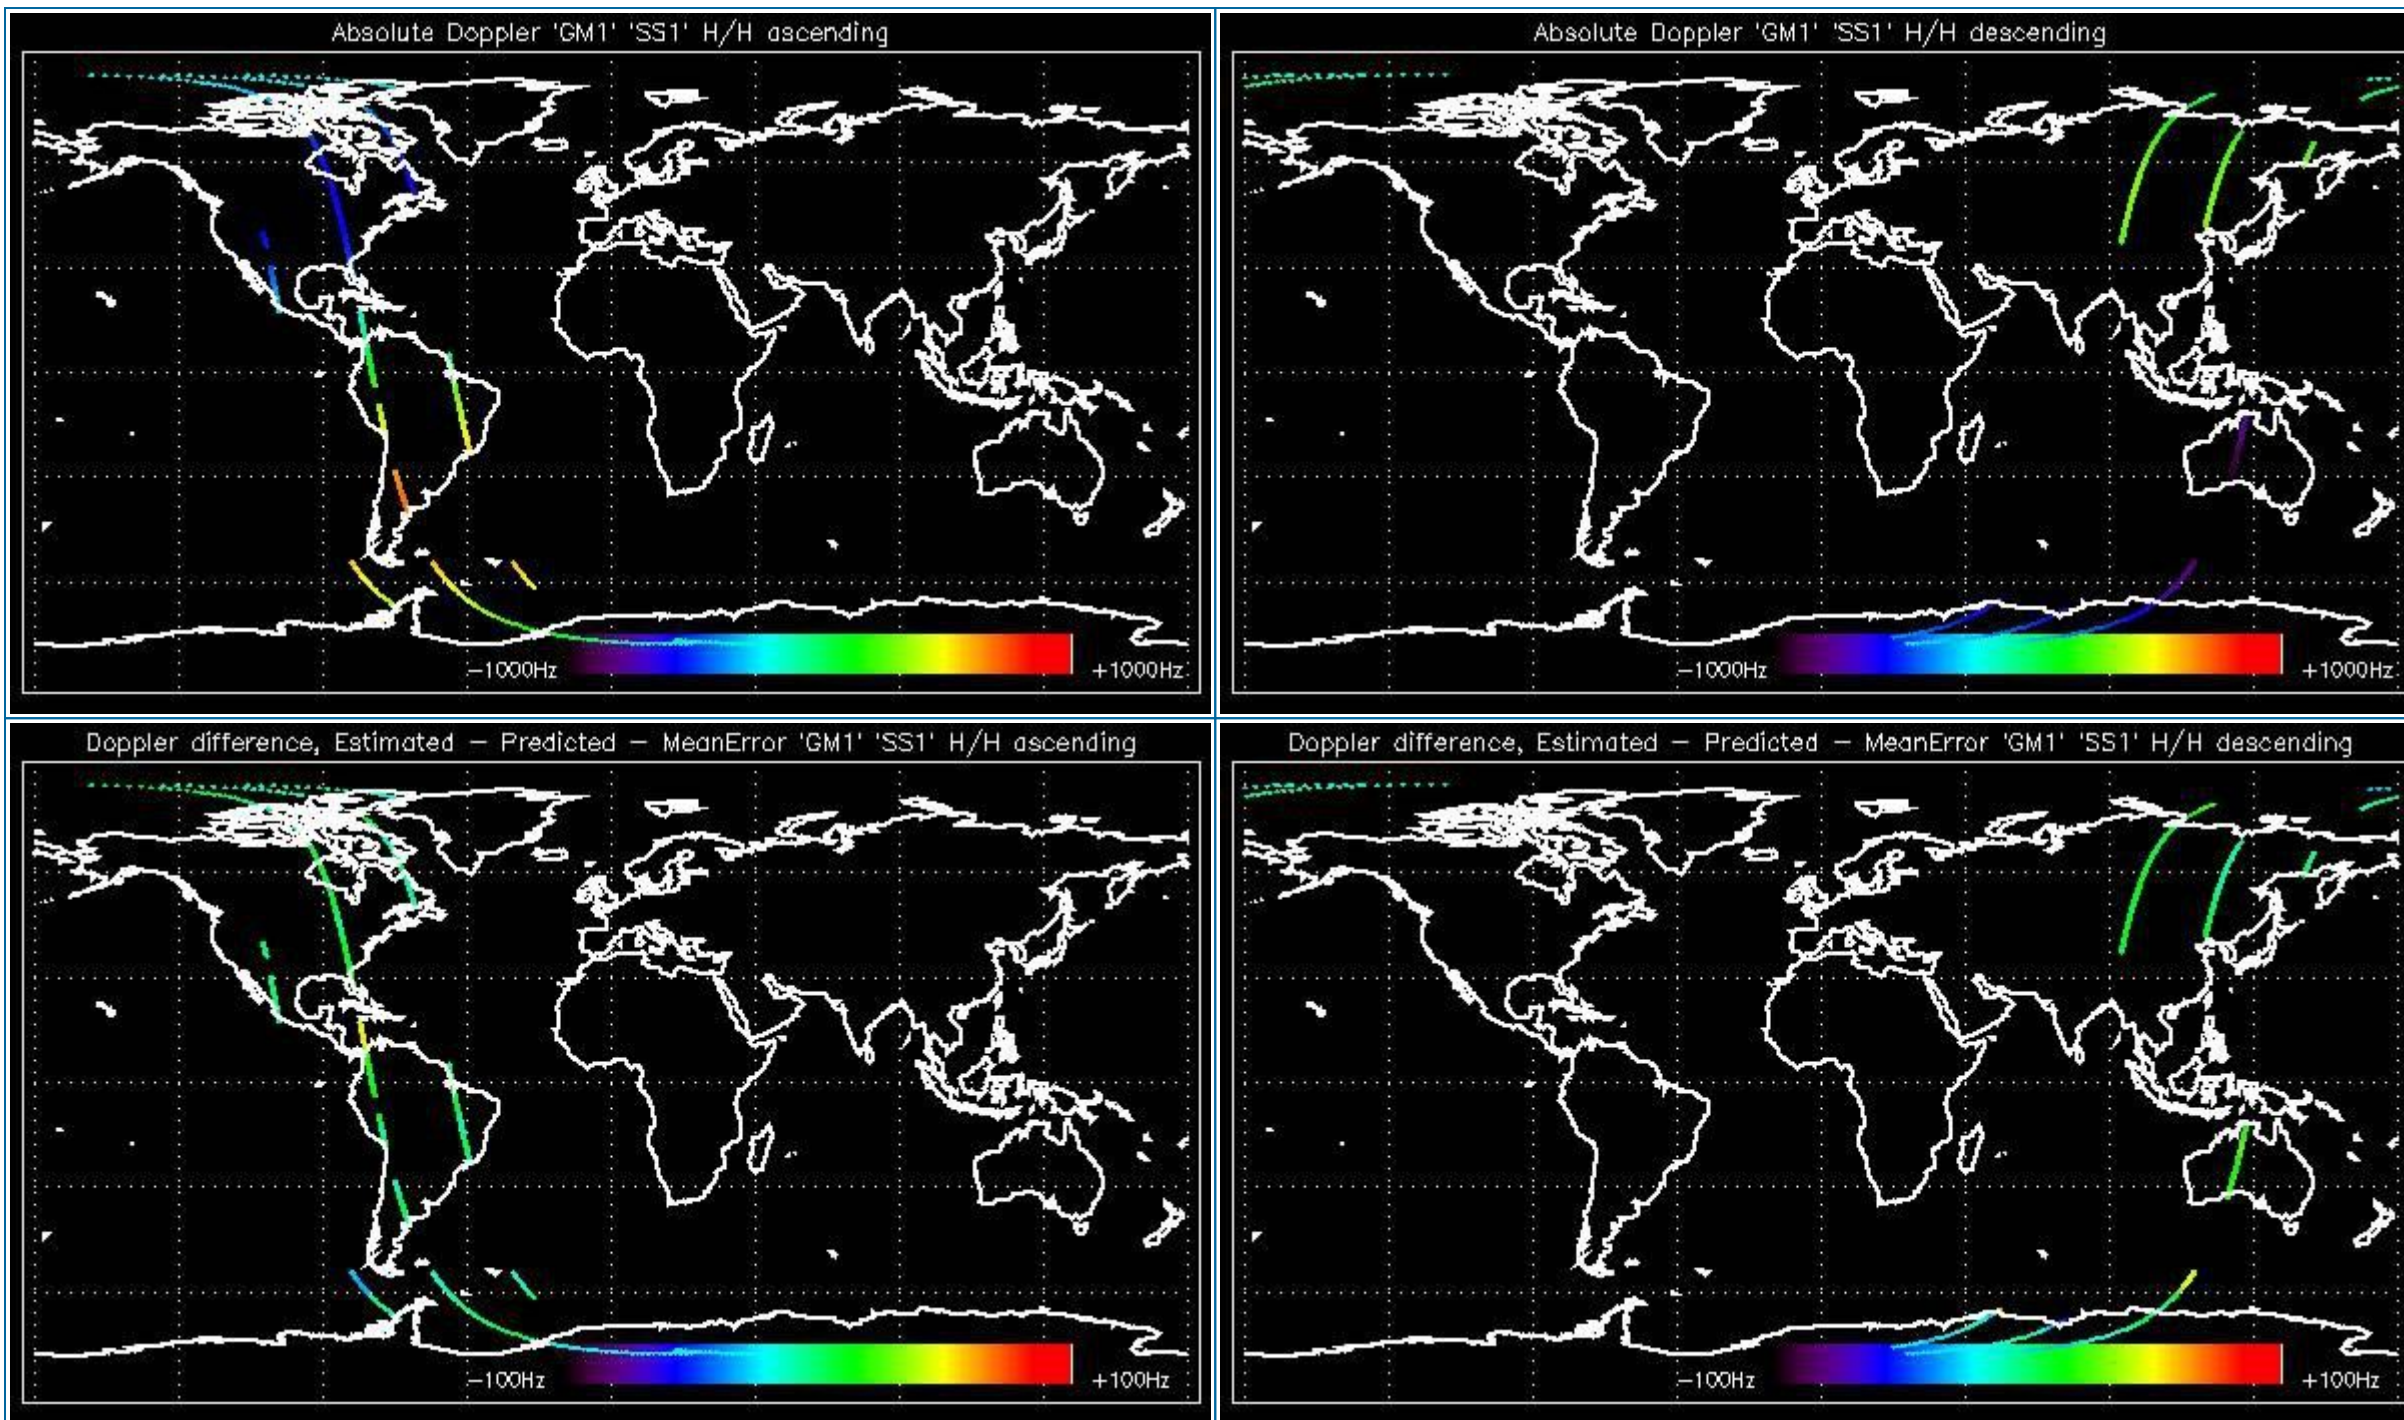 Absolute Doppler 'GM1' 'SS1' H/H ascending
−1000Hz
+1000Hz
Absolute Doppler 'GM1' 'SS1' H/H descending
−1000Hz
+1000Hz
Doppler difference, Estimated − Predicted − MeanError 'GM1' 'SS1' H/H ascending
−100Hz
+100Hz
Doppler difference, Estimated − Predicted − MeanError 'GM1' 'SS1' H/H descending
−100Hz
+100Hz